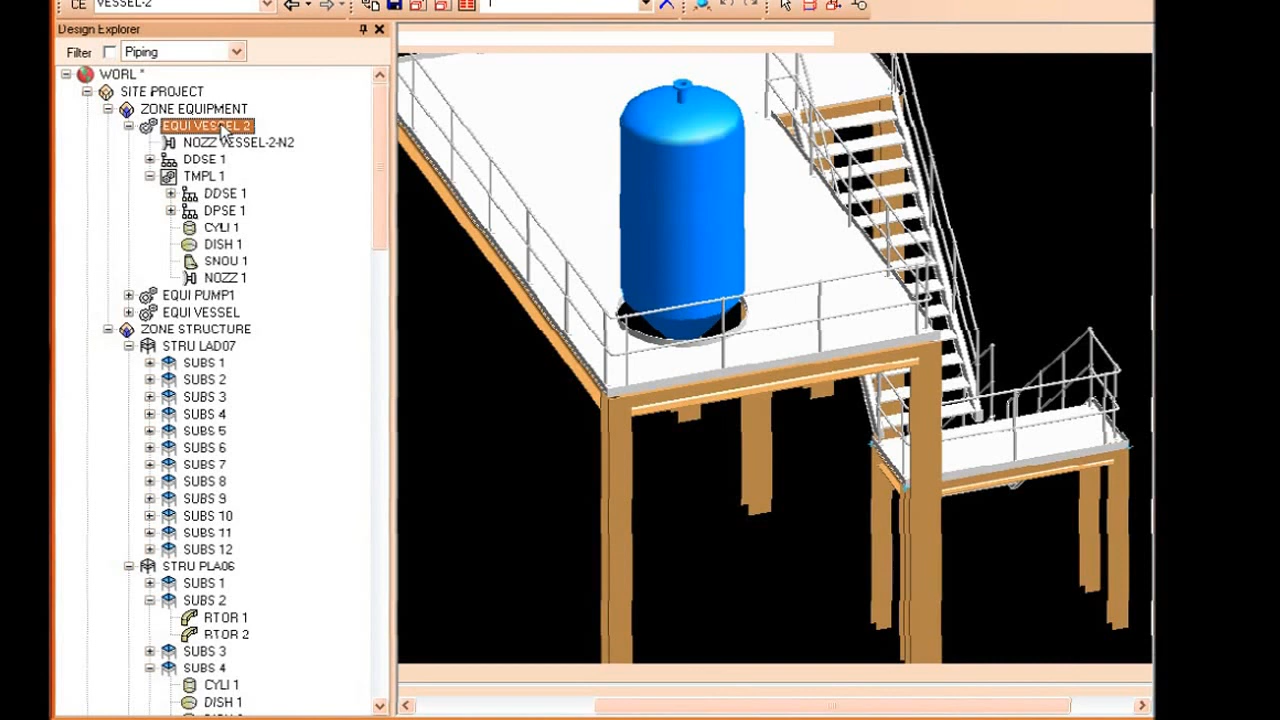 CE VESSEL-2 1
Design Explorer
Filter Piping
WORL *
SITE PROJECT
ZONE EQUIPMENT
EQUI VESSEL-2
NOZZ VESSEL-2-N2
DDSE 1
TMPL 1
DDSE 1
DPSE 1
CYLI 1
DISH 1
SNOU 1
NOZZ 1
EQUI PUMP1
EQUI VESSEL
ZONE STRUCTURE
STRU LAD07
SUBS 1
SUBS 2
SUBS 3
SUBS 4
SUBS 5
SUBS 6
SUBS 7
SUBS 8
SUBS 9
SUBS 10
SUBS 11
SUBS 12
STRU PLA06
SUBS 1
SUBS 2
RTOR 1
RTOR 2
SUBS 3
SUBS 4
CYLI 1
DISH 1